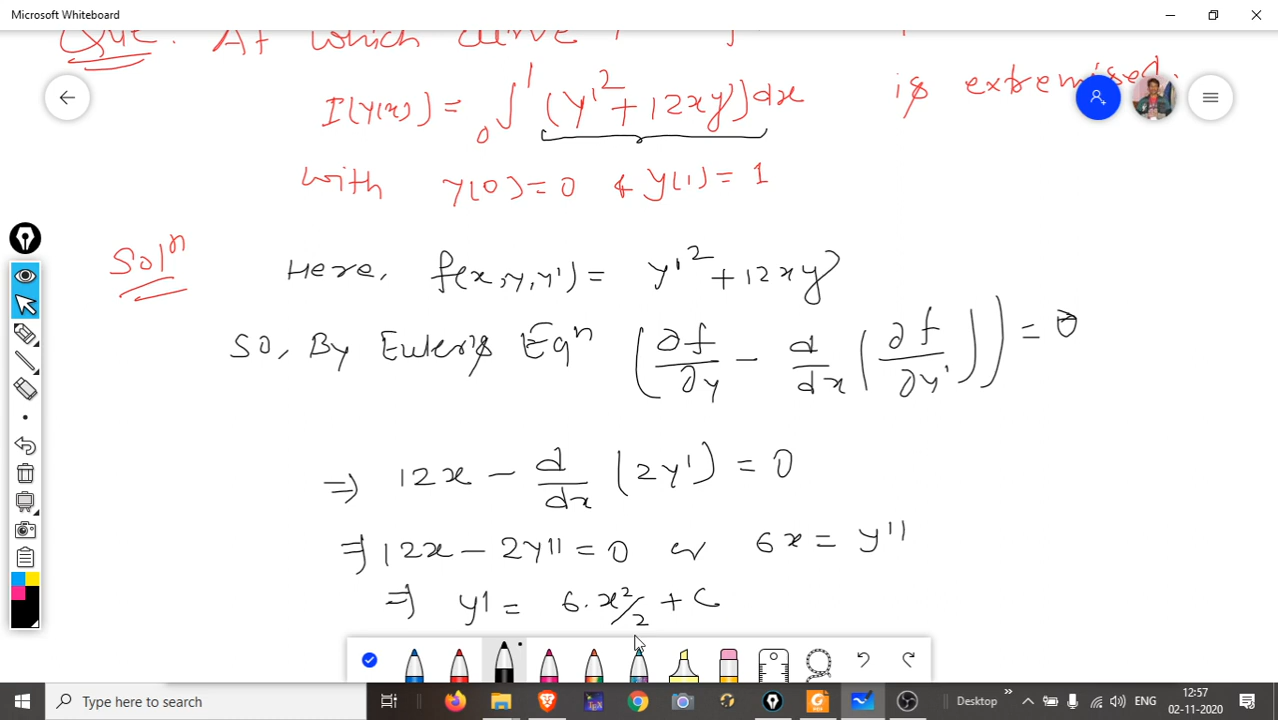 Microsoft Whiteboard
Que. At which curve
I(y(x)) = ₀∫¹ (y'² + 12xy) dx is extremised.
with y(0) = 0 & y(1) = 1
Solⁿ Here, f(x, y, y') = y'² + 12xy
So, By Euler's Eqⁿ (∂f/∂y − d/dx (∂f/∂y')) = 0
⇒ 12x − d/dx (2y') = 0
⇒ 12x − 2y'' = 0 or 6x = y''
⇒ y' = 6. x²/2 + C
Type here to search
Desktop
ENG
12:57
02-11-2020